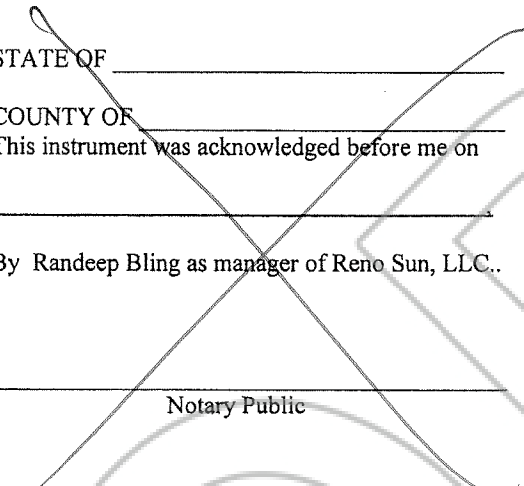 STATE OF
COUNTY OF
This instrument was acknowledged before me on
By Randeep Bling as manager of Reno Sun, LLC..
Notary Public